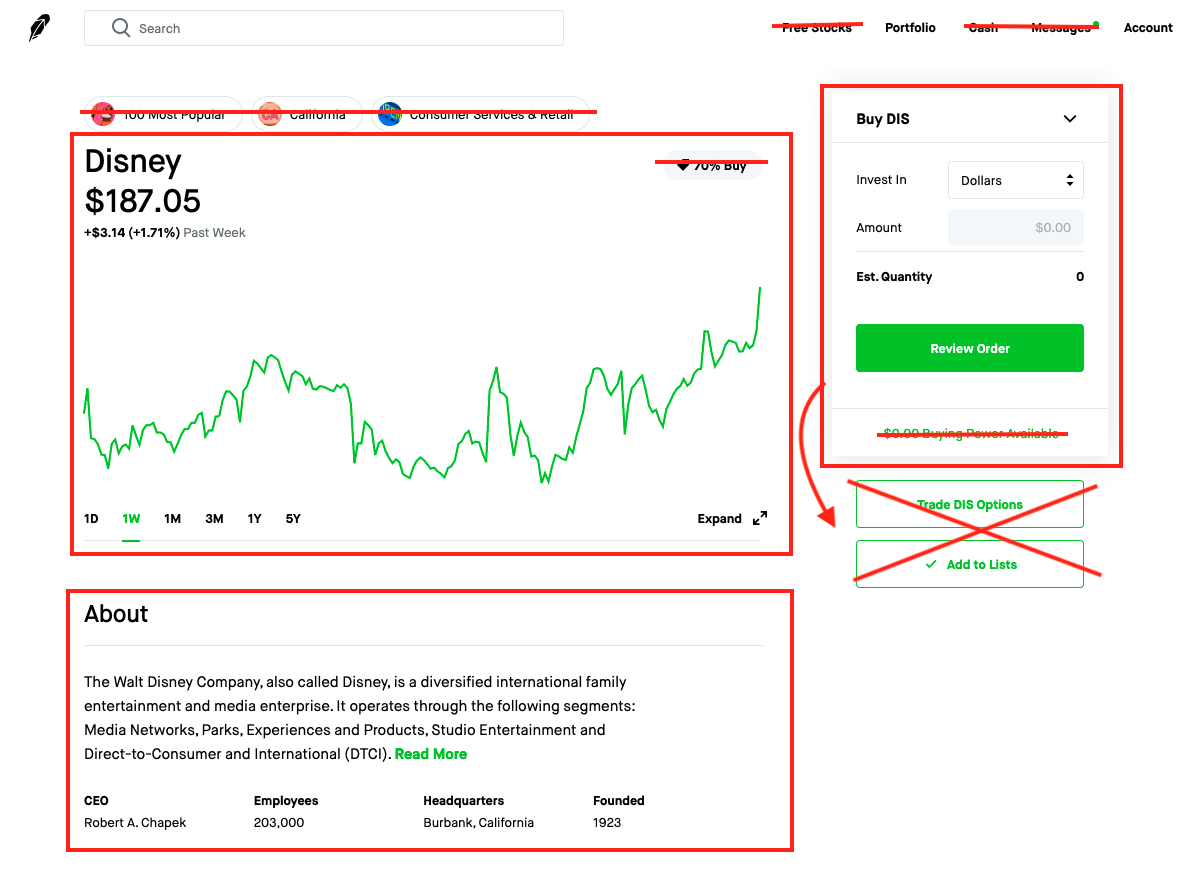 Search
Free Stocks
Portfolio
Cash
Messages
Account
100 Most Popular
CA
California
Consumer Services & Retail
Disney
$187.05
+$3.14 (+1.71%) Past Week
70% Buy
1D
1W
1M
3M
1Y
5Y
Expand
Buy DIS
Invest In
Dollars
Amount
$0.00
Est. Quantity
0
Review Order
$0.00 Buying Power Available
Trade DIS Options
Add to Lists
About
The Walt Disney Company, also called Disney, is a diversified international family
entertainment and media enterprise. It operates through the following segments:
Media Networks, Parks, Experiences and Products, Studio Entertainment and
Direct-to-Consumer and International (DTCI). Read More
CEO
Robert A. Chapek
Employees
203,000
Headquarters
Burbank, California
Founded
1923